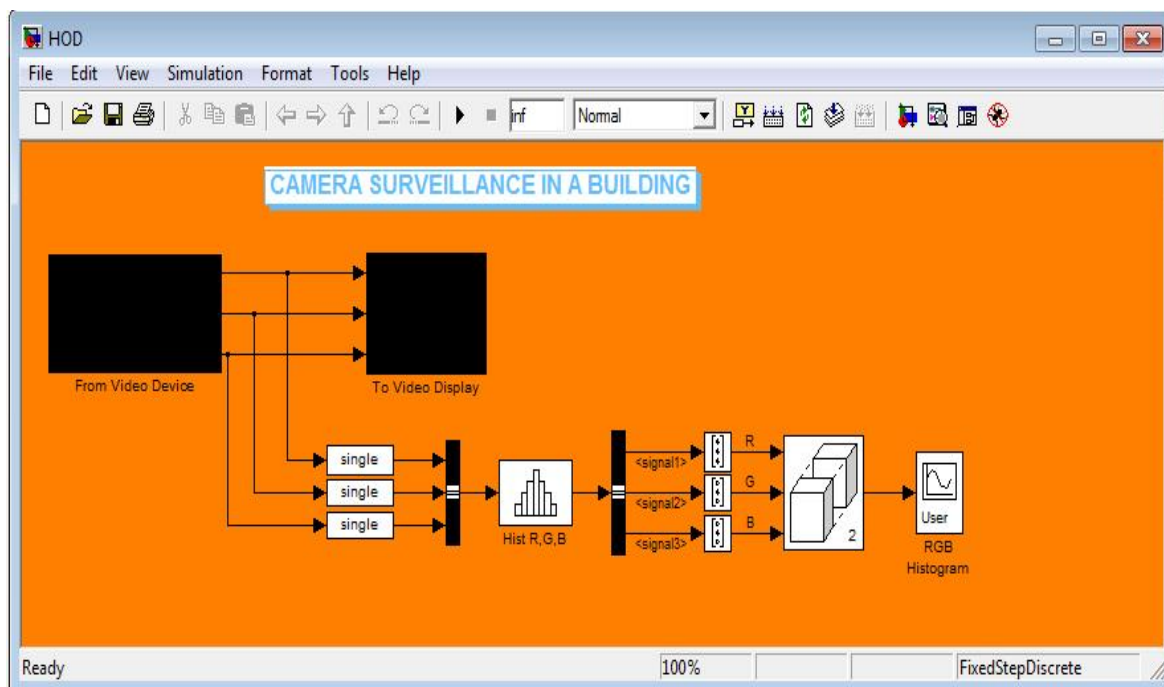 HOD
File Edit View Simulation Format Tools Help
inf Normal
CAMERA SURVEILLANCE IN A BUILDING
From Video Device
To Video Display
single
single
single
Hist R,G,B
<signal1>
<signal2>
<signal3>
R
G
B
2
User
RGB
Histogram
Ready 100% FixedStepDiscrete